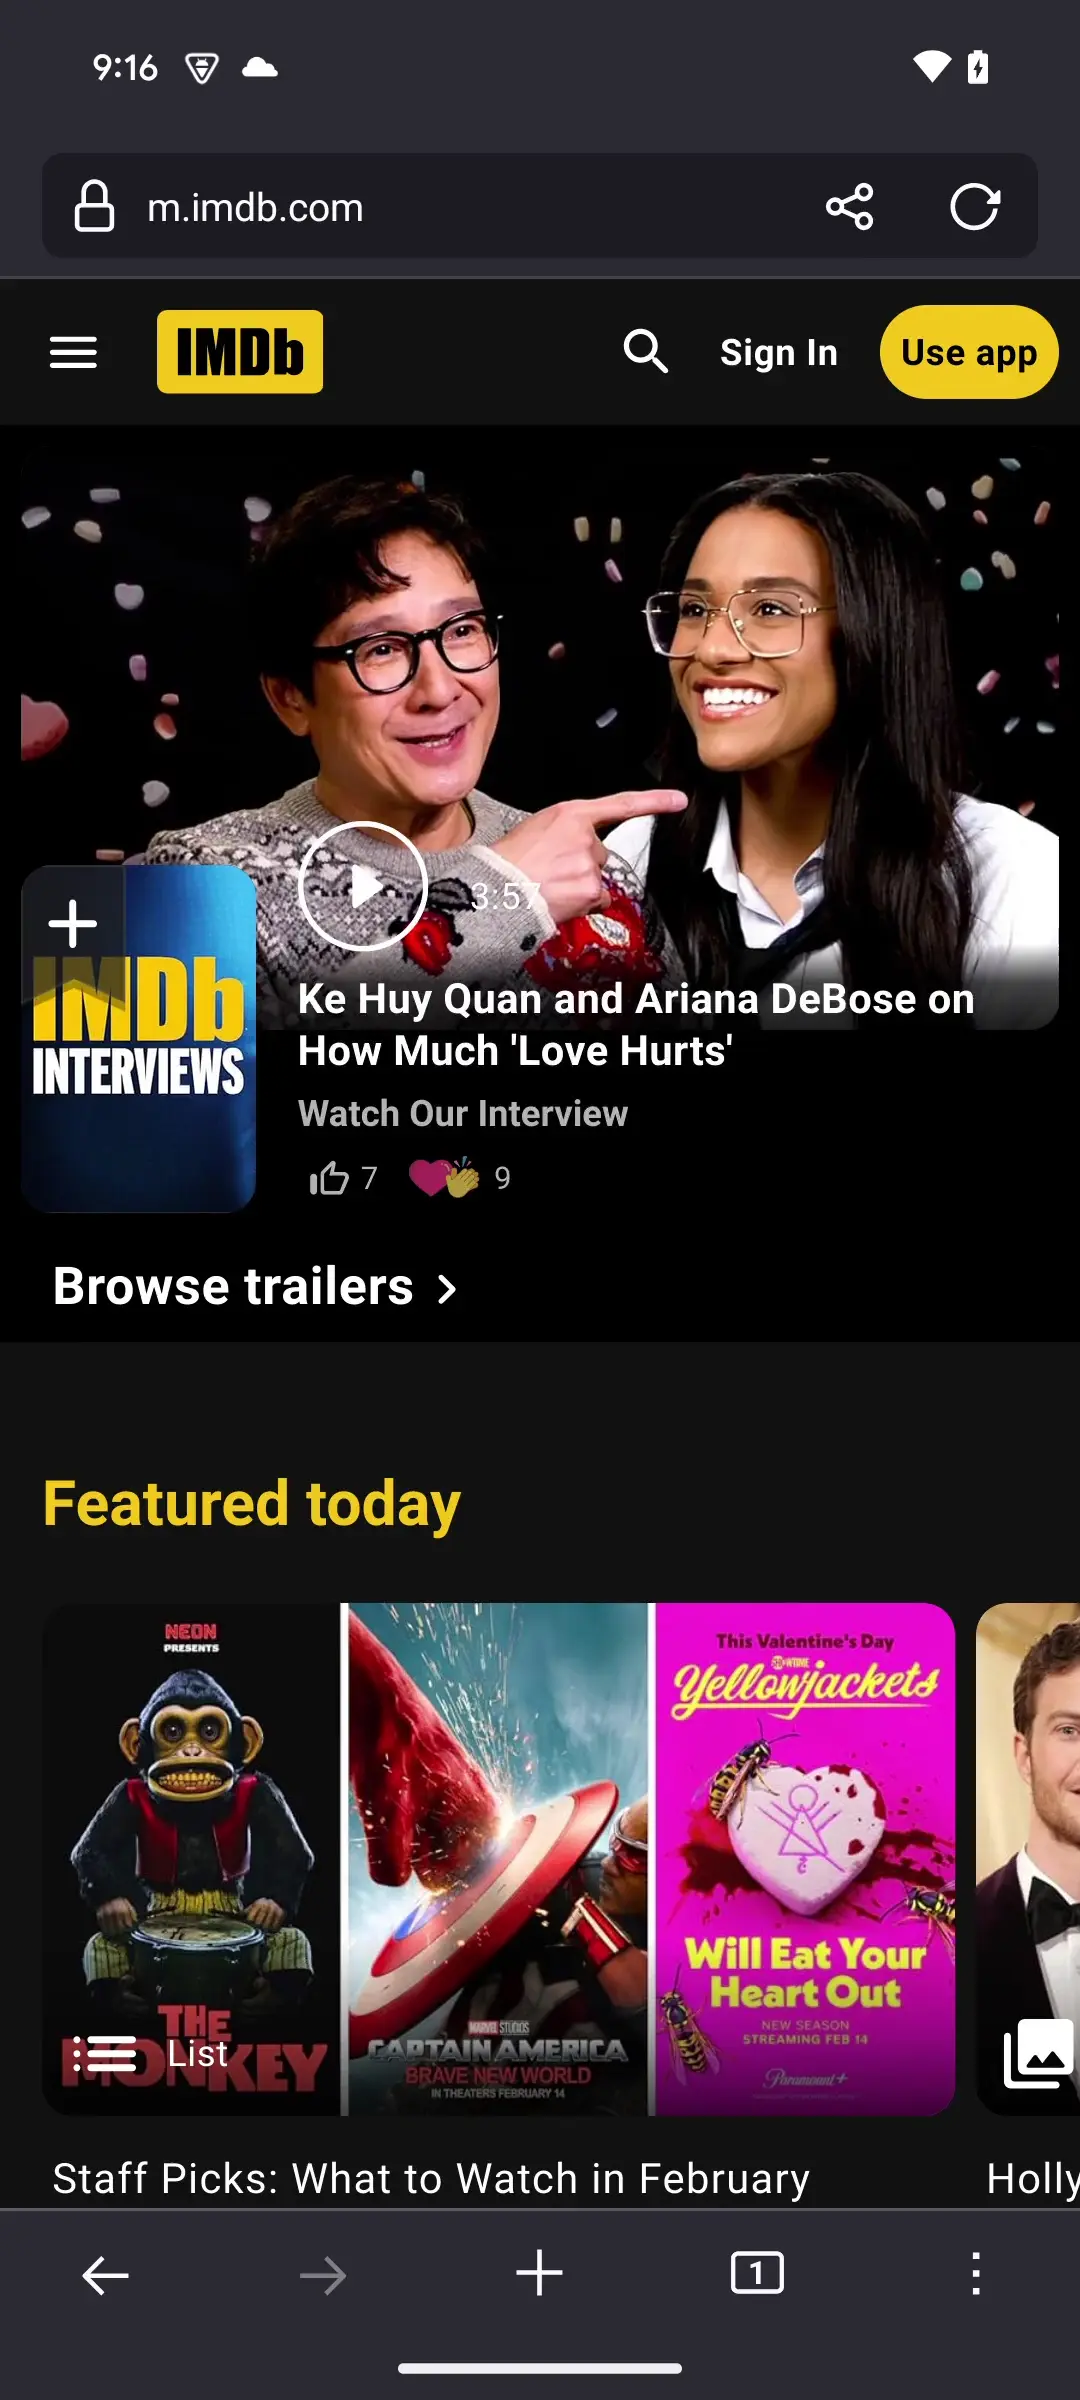 9:16
m.imdb.com
IMDb
Sign In
Use app
3:57
IMDb
INTERVIEWS
Ke Huy Quan and Ariana DeBose on
How Much 'Love Hurts'
Watch Our Interview
7
9
Browse trailers
Featured today
NEON
PRESENTS
THE
MONKEY
List
MARVEL STUDIOS
CAPTAIN AMERICA
BRAVE NEW WORLD
IN THEATERS FEBRUARY 14
This Valentine's Day
SHOWTIME
Yellowjackets
Will Eat Your
Heart Out
NEW SEASON
STREAMING FEB 14
Paramount+
Staff Picks: What to Watch in February
Holly
1